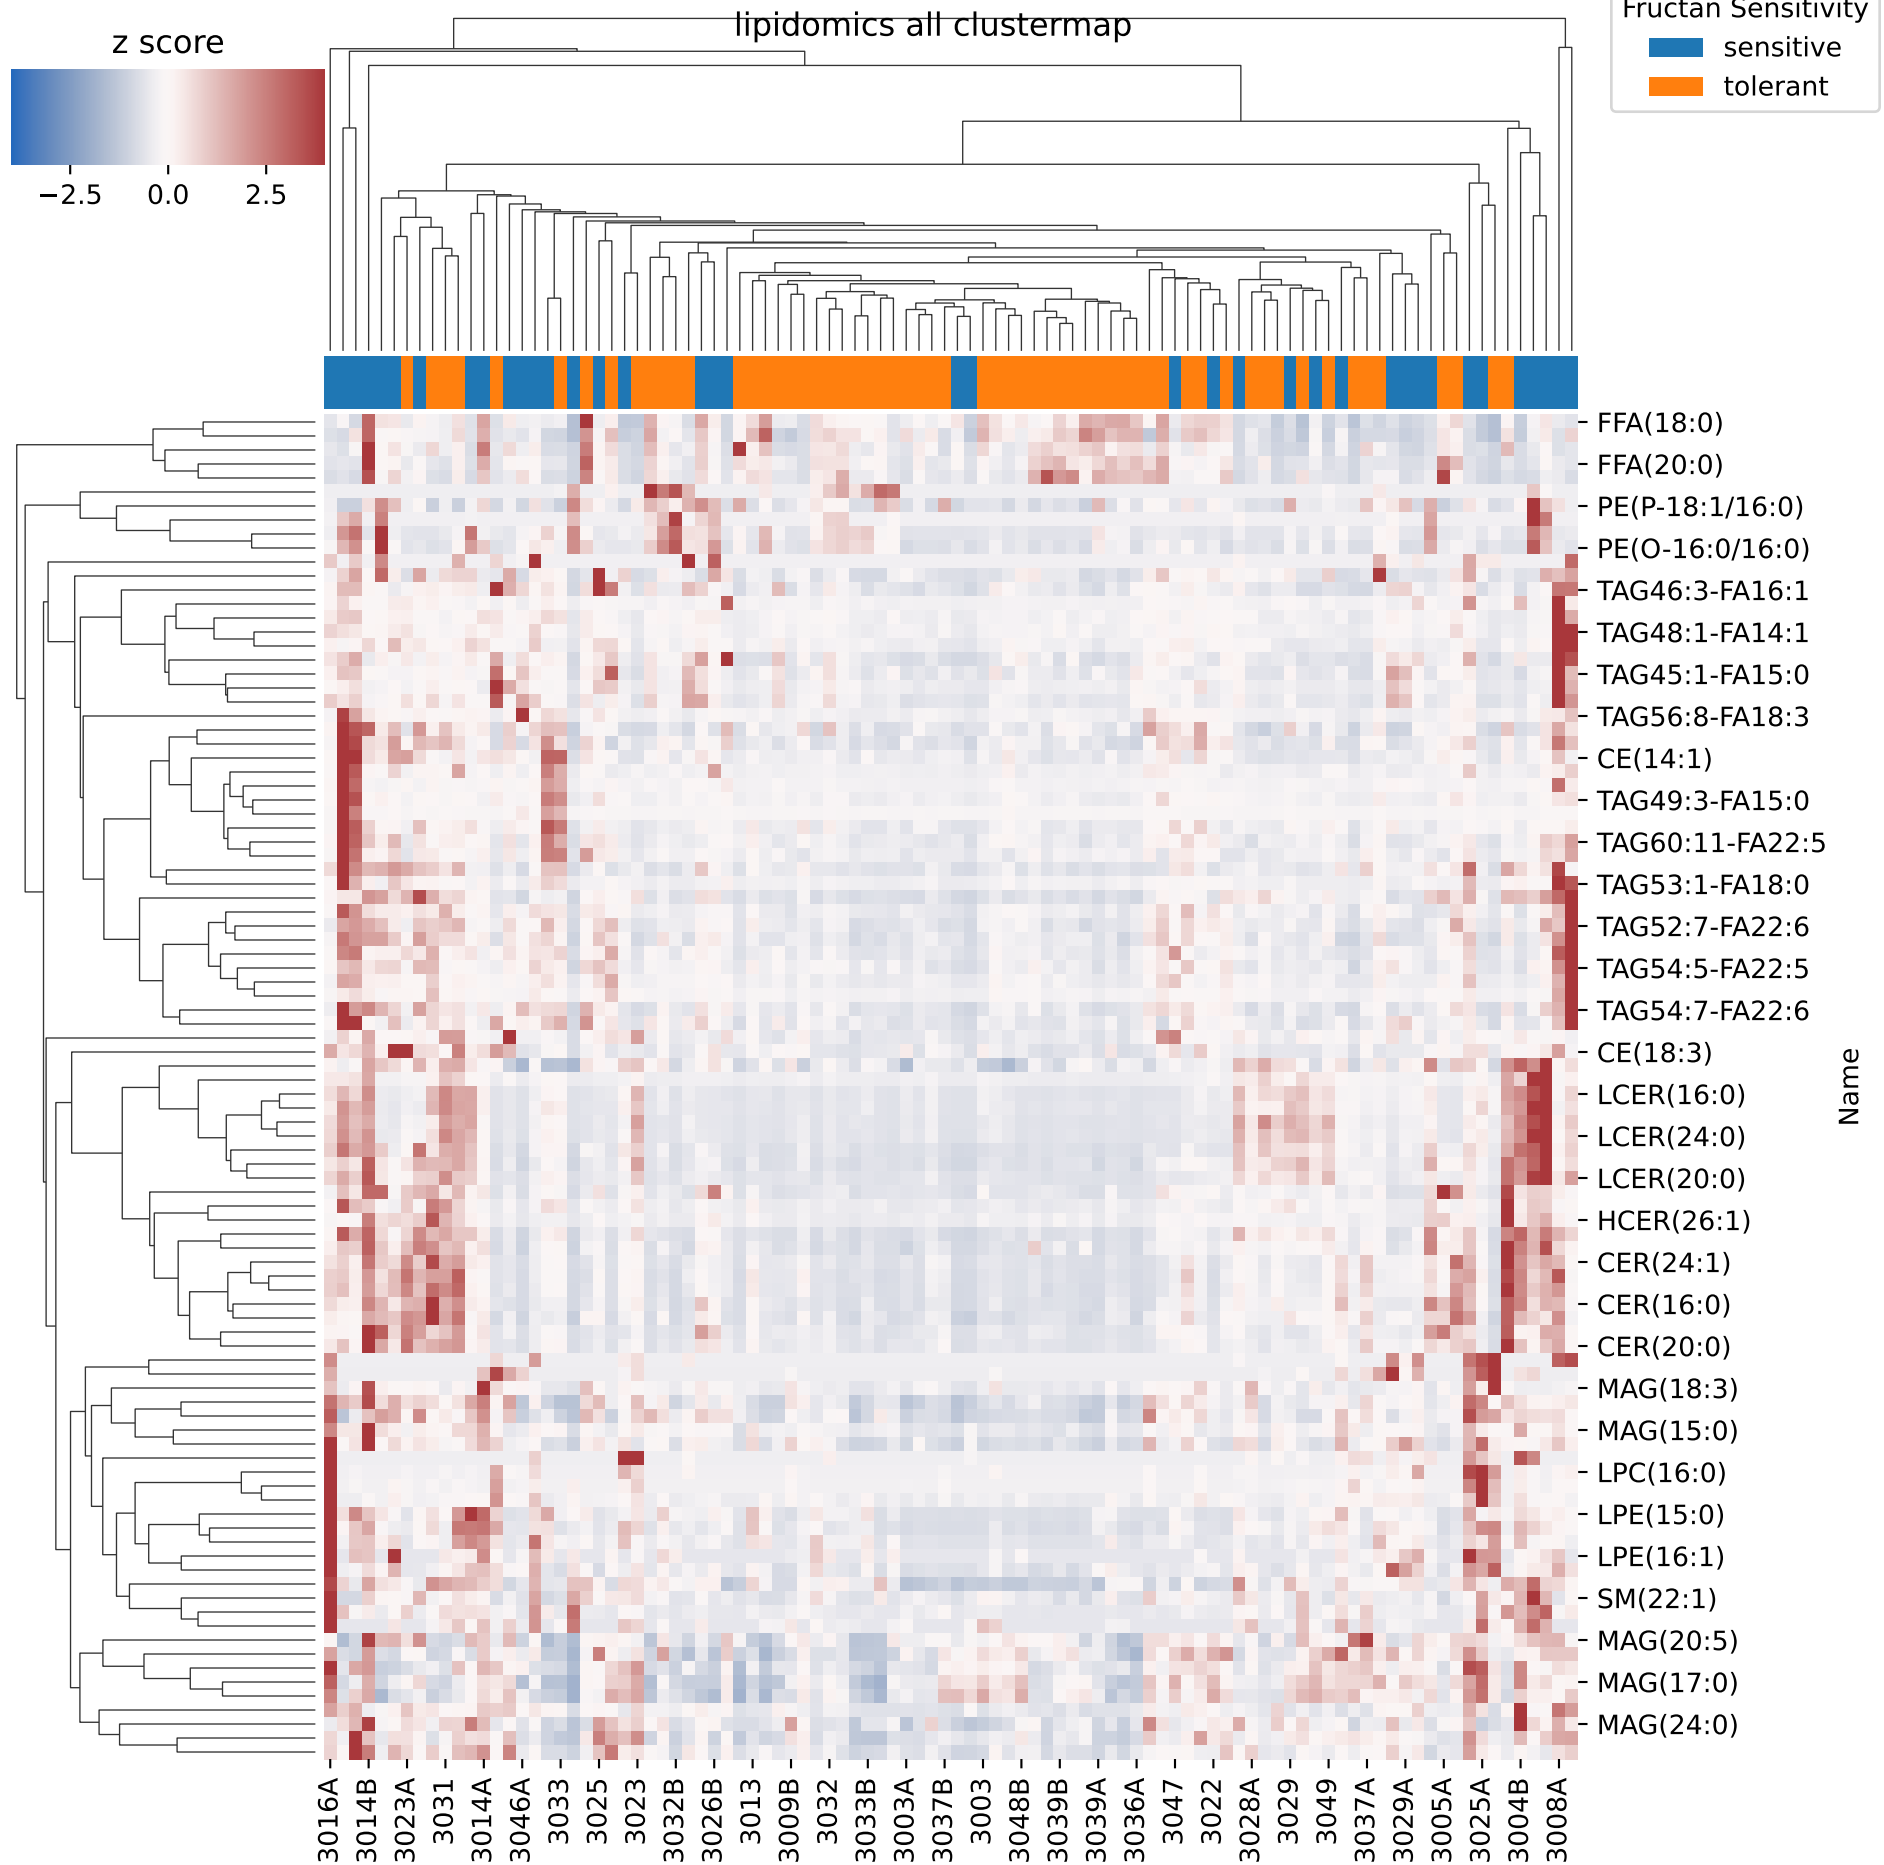 lipidomics all clustermap
z score
−2.5 0.0 2.5
Fructan Sensitivity
sensitive
tolerant
FFA(18:0)
FFA(20:0)
PE(P-18:1/16:0)
PE(O-16:0/16:0)
TAG46:3-FA16:1
TAG48:1-FA14:1
TAG45:1-FA15:0
TAG56:8-FA18:3
CE(14:1)
TAG49:3-FA15:0
TAG60:11-FA22:5
TAG53:1-FA18:0
TAG52:7-FA22:6
TAG54:5-FA22:5
TAG54:7-FA22:6
CE(18:3)
LCER(16:0)
LCER(24:0)
LCER(20:0)
HCER(26:1)
CER(24:1)
CER(16:0)
CER(20:0)
MAG(18:3)
MAG(15:0)
LPC(16:0)
LPE(15:0)
LPE(16:1)
SM(22:1)
MAG(20:5)
MAG(17:0)
MAG(24:0)
Name
3016A
3014B
3023A
3031
3014A
3046A
3033
3025
3023
3032B
3026B
3013
3009B
3032
3033B
3003A
3037B
3003
3048B
3039B
3039A
3036A
3047
3022
3028A
3029
3049
3037A
3029A
3005A
3025A
3004B
3008A